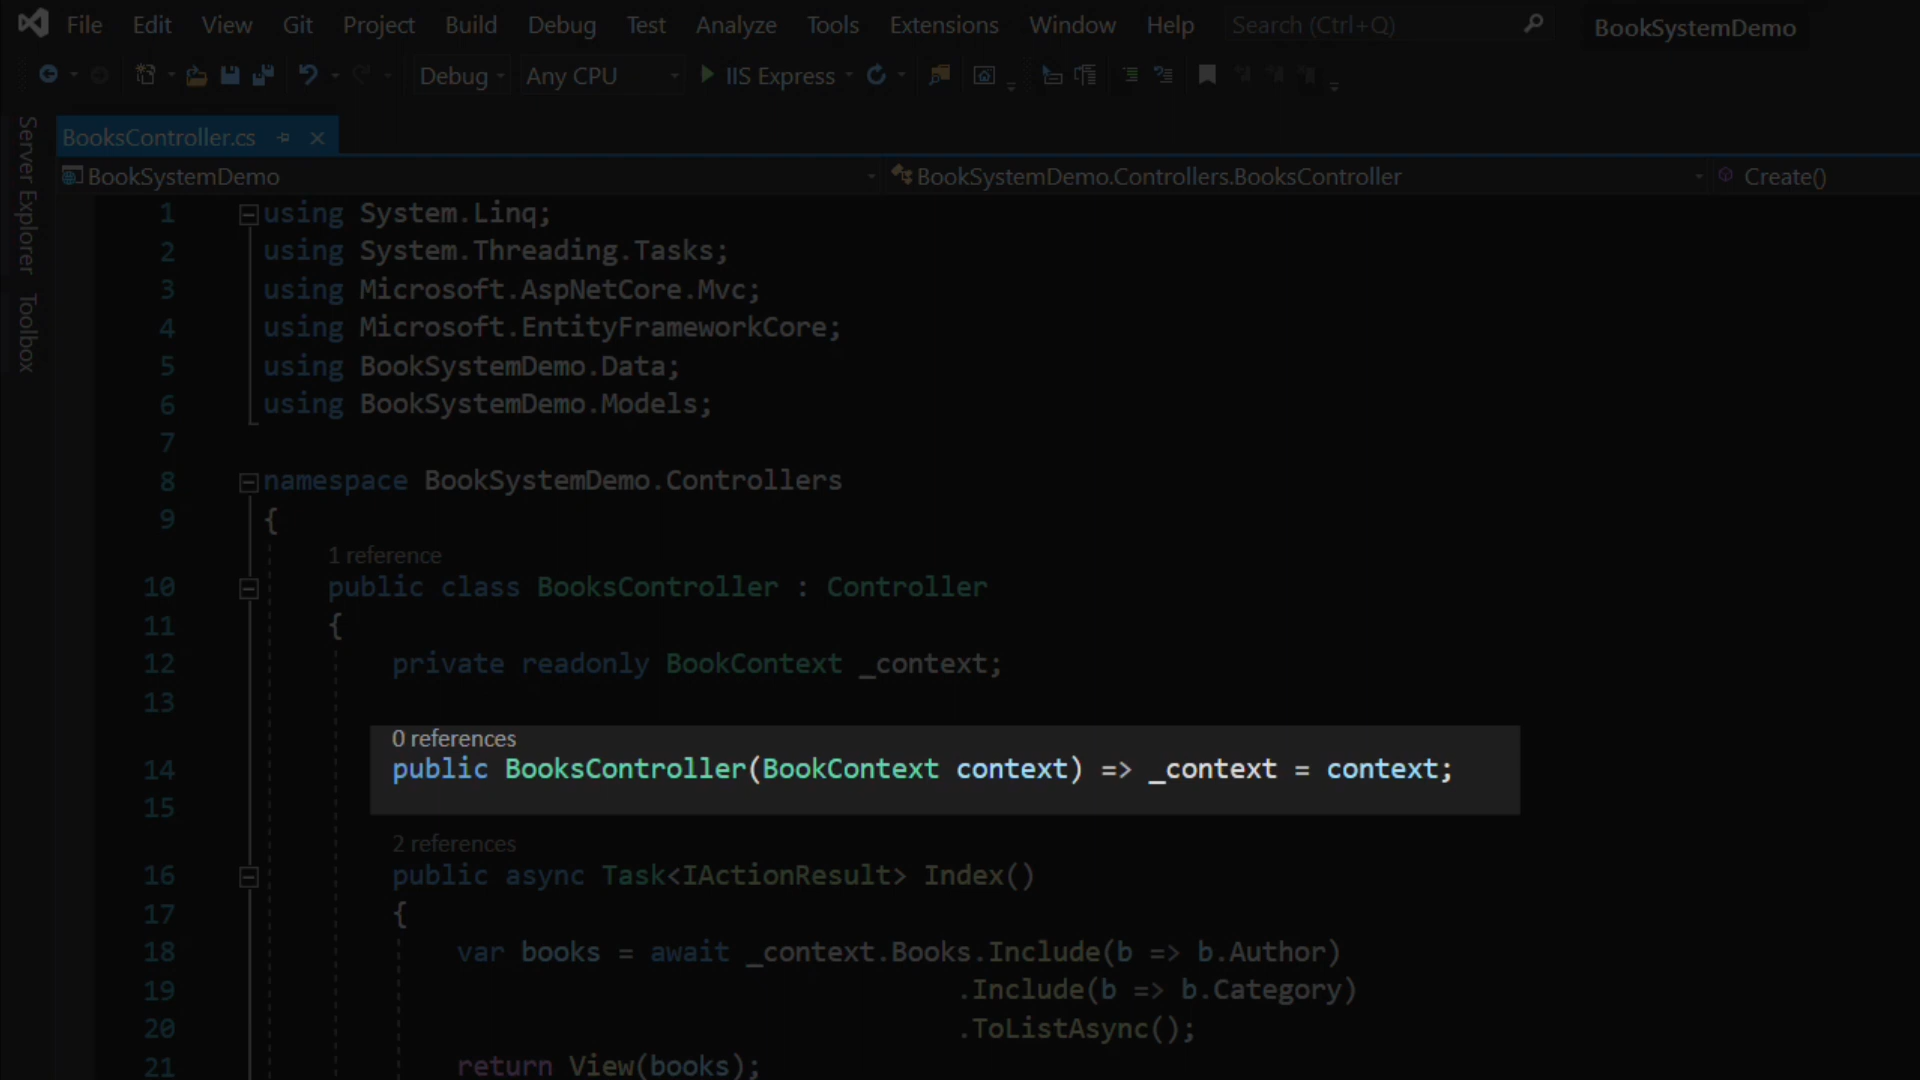 File Edit View Git Project Build Debug Test Analyze Tools Extensions Window Help Search (Ctrl+Q) BookSystemDemo
Debug Any CPU IIS Express
Server Explorer
Toolbox
BooksController.cs
BookSystemDemo BookSystemDemo.Controllers.BooksController Create()
1 using System.Linq;
2 using System.Threading.Tasks;
3 using Microsoft.AspNetCore.Mvc;
4 using Microsoft.EntityFrameworkCore;
5 using BookSystemDemo.Data;
6 using BookSystemDemo.Models;
7
8 namespace BookSystemDemo.Controllers
9 {
1 reference
10 public class BooksController : Controller
11 {
12 private readonly BookContext _context;
13
0 references
14 public BooksController(BookContext context) => _context = context;
15
2 references
16 public async Task<IActionResult> Index()
17 {
18 var books = await _context.Books.Include(b => b.Author)
19 .Include(b => b.Category)
20 .ToListAsync();
21 return View(books);